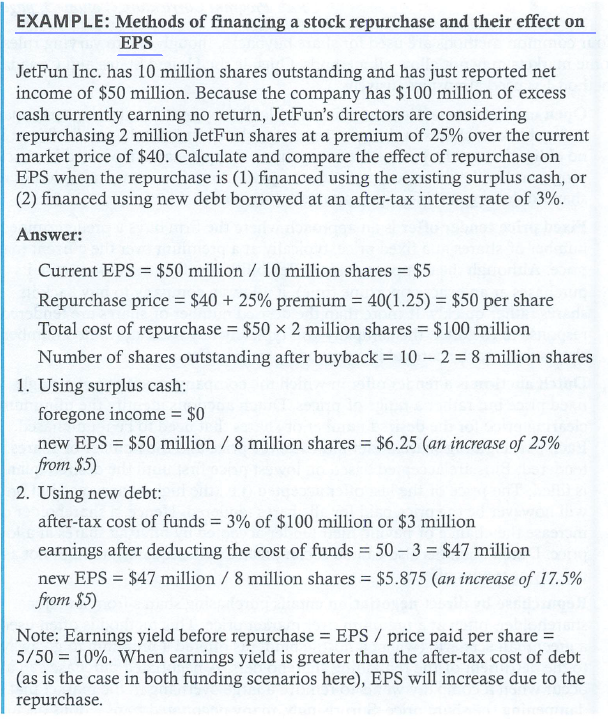 EXAMPLE: Methods of financing a stock repurchase and their effect on
EPS
JetFun Inc. has 10 million shares outstanding and has just reported net
income of $50 million. Because the company has $100 million of excess
cash currently earning no return, JetFun's directors are considering
repurchasing 2 million JetFun shares at a premium of 25% over the current
market price of $40. Calculate and compare the effect of repurchase on
EPS when the repurchase is (1) financed using the existing surplus cash, or
(2) financed using new debt borrowed at an after-tax interest rate of 3%.
Answer:
Current EPS = $50 million / 10 million shares = $5
Repurchase price = $40 + 25% premium = 40(1.25) = $50 per share
Total cost of repurchase = $50 × 2 million shares = $100 million
Number of shares outstanding after buyback = 10 − 2 = 8 million shares
1. Using surplus cash:
foregone income = $0
new EPS = $50 million / 8 million shares = $6.25 (an increase of 25%
from $5)
2. Using new debt:
after-tax cost of funds = 3% of $100 million or $3 million
earnings after deducting the cost of funds = 50 − 3 = $47 million
new EPS = $47 million / 8 million shares = $5.875 (an increase of 17.5%
from $5)
Note: Earnings yield before repurchase = EPS / price paid per share =
5/50 = 10%. When earnings yield is greater than the after-tax cost of debt
(as is the case in both funding scenarios here), EPS will increase due to the
repurchase.